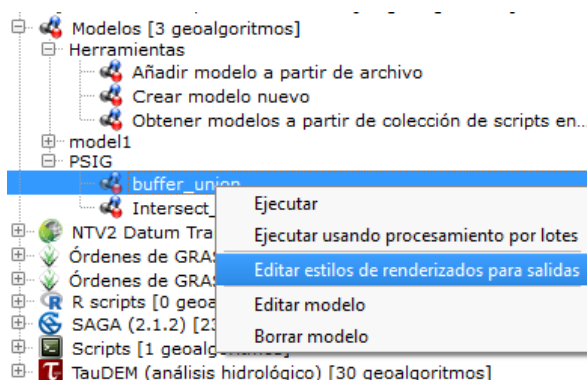 Modelos [3 geoalgoritmos]
Herramientas
Añadir modelo a partir de archivo
Crear modelo nuevo
Obtener modelos a partir de colección de scripts en...
model1
PSIG
buffer_union
Intersect_
NTV2 Datum Tra
Órdenes de GRA
Órdenes de GRA
R scripts [0 geoa
SAGA (2.1.2) [23
Scripts [1 geoalgoritmos]
TauDEM (análisis hidrológico) [30 geoalgoritmos]
Ejecutar
Ejecutar usando procesamiento por lotes
Editar estilos de renderizados para salidas
Editar modelo
Borrar modelo